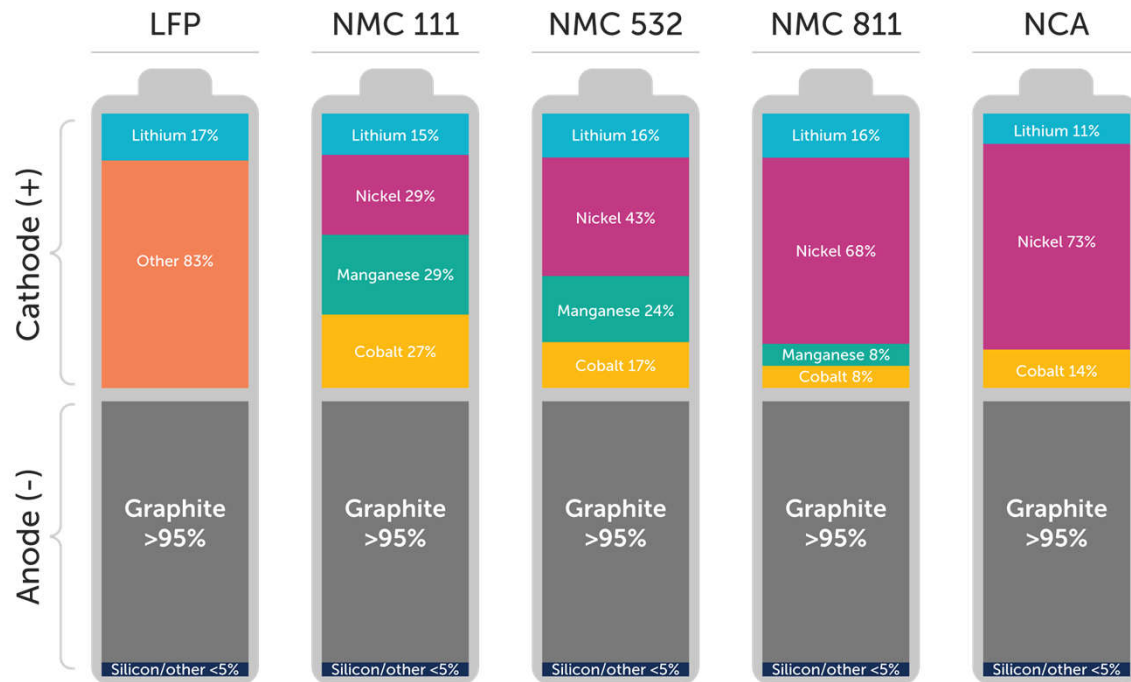 LFP
NMC 111
NMC 532
NMC 811
NCA
Cathode (+)
Lithium 17%
Other 83%
Lithium 15%
Nickel 29%
Manganese 29%
Cobalt 27%
Lithium 16%
Nickel 43%
Manganese 24%
Cobalt 17%
Lithium 16%
Nickel 68%
Manganese 8%
Cobalt 8%
Lithium 11%
Nickel 73%
Cobalt 14%
Anode (-)
Graphite
>95%
Silicon/other <5%
Graphite
>95%
Silicon/other <5%
Graphite
>95%
Silicon/other <5%
Graphite
>95%
Silicon/other <5%
Graphite
>95%
Silicon/other <5%